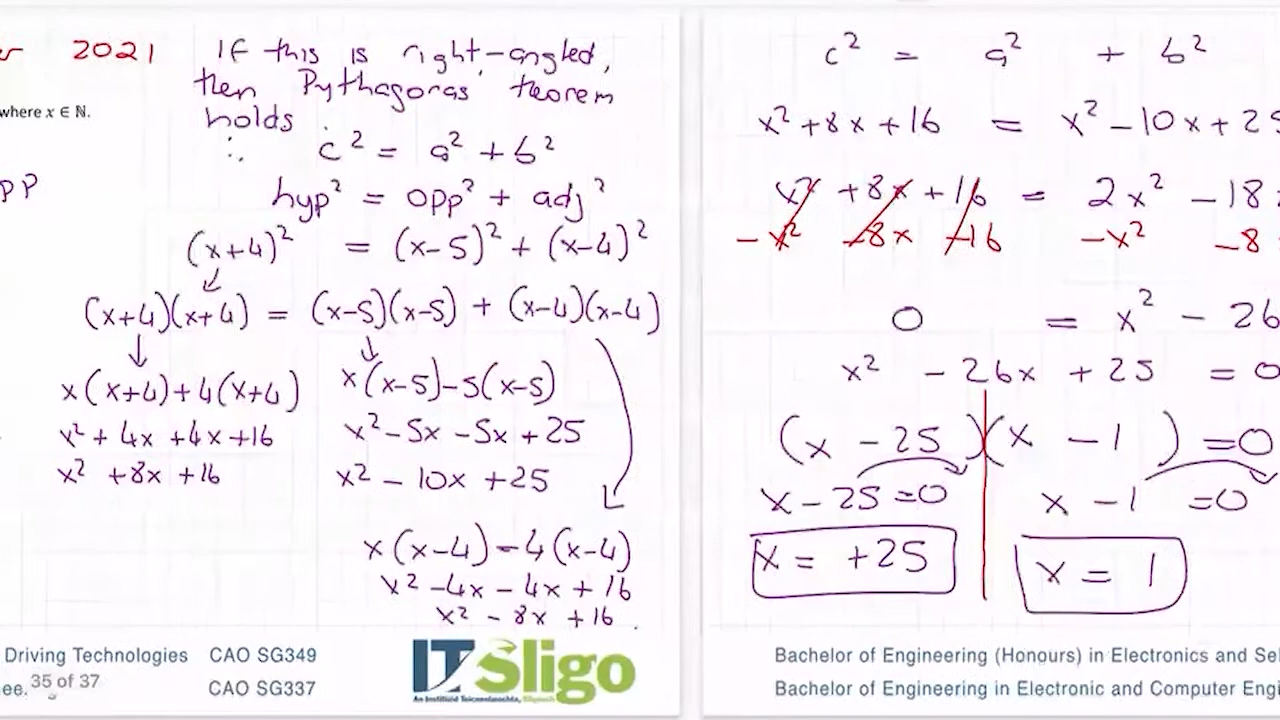 2021
If this is right-angled,
then Pythagoras' theorem
holds
where x ∈ ℕ.
∴ c² = a² + b²
hyp² = opp² + adj²
(x+4)² = (x-5)² + (x-4)²
(x+4)(x+4) = (x-5)(x-5) + (x-4)(x-4)
x(x+4)+4(x+4)
x² + 4x +4x +16
x² +8x +16
x(x-5)-5(x-5)
x²-5x -5x +25
x² - 10x +25
x(x-4)-4(x-4)
x² -4x - 4x + 16
x² - 8x +16
Driving Technologies CAO SG349
35 of 37
CAO SG337
IT Sligo
An Institiúid Teicneolaíochta, Sligeach
c² = a² + b²
x²+8x+16 = x²-10x+25
x² +8x +16 = 2x² -18
-x² -8x -16 -x² -8
0 = x² - 26
x² - 26x + 25 = 0
(x - 25)(x - 1) =0
x - 25 =0
x = +25
x - 1 =0
x = 1
Bachelor of Engineering (Honours) in Electronics and Sel
Bachelor of Engineering in Electronic and Computer Engi